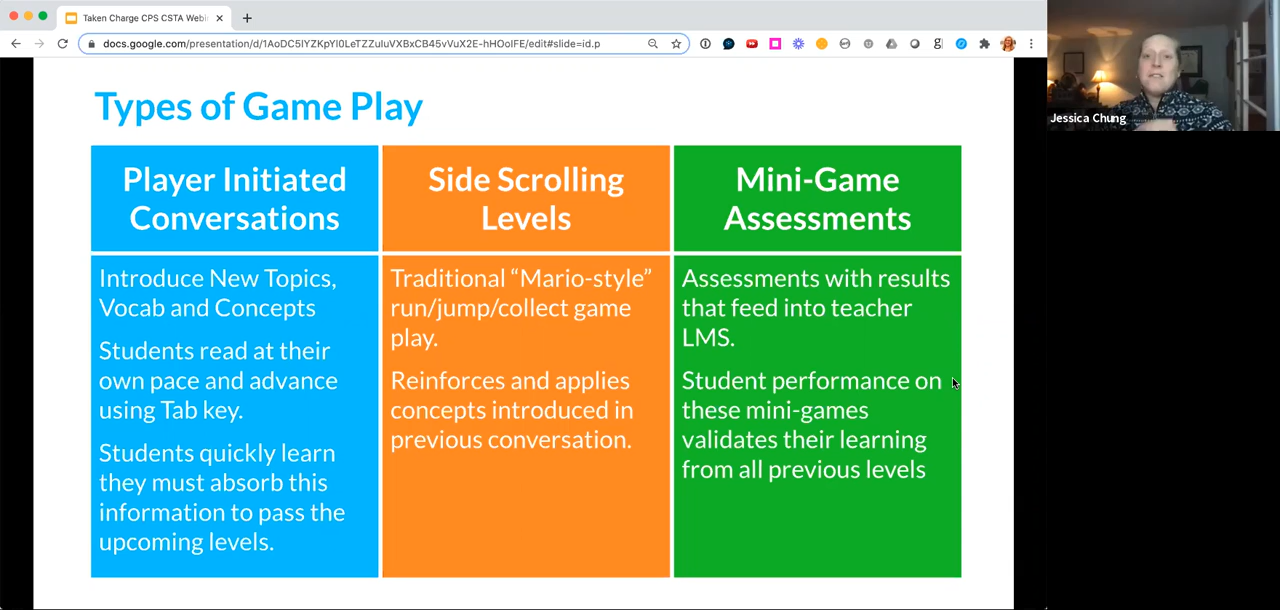 Taken Charge CPS CSTA Webi
docs.google.com/presentation/d/1AoDC5IYZKpYI0LeTZZuIuVXBxCB45vVuX2E-hHOoIFE/edit#slide=id.p
Jessica Chung
Types of Game Play
Player Initiated
Conversations
Introduce New Topics,
Vocab and Concepts
Students read at their
own pace and advance
using Tab key.
Students quickly learn
they must absorb this
information to pass the
upcoming levels.
Side Scrolling
Levels
Traditional “Mario-style”
run/jump/collect game
play.
Reinforces and applies
concepts introduced in
previous conversation.
Mini-Game
Assessments
Assessments with results
that feed into teacher
LMS.
Student performance on
these mini-games
validates their learning
from all previous levels